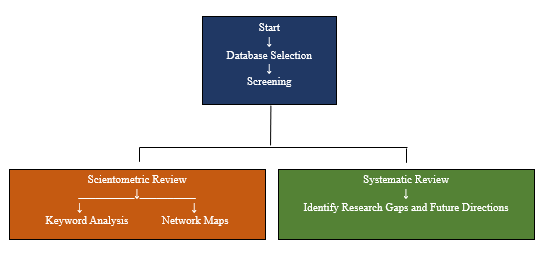 Start
↓
Database Selection
↓
Screening
Scientometric Review
↓
↓ ↓
Keyword Analysis Network Maps
Systematic Review
↓
Identify Research Gaps and Future Directions